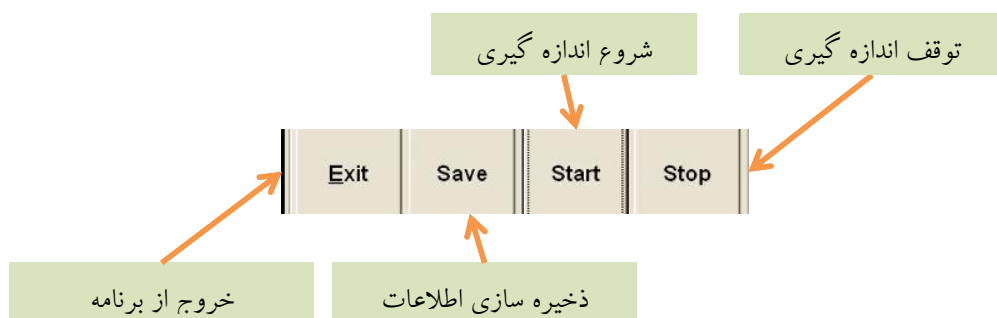 شروع اندازه گیری
توقف اندازه گیری
Exit
Save
Start
Stop
خروج از برنامه
ذخیره سازی اطلاعات